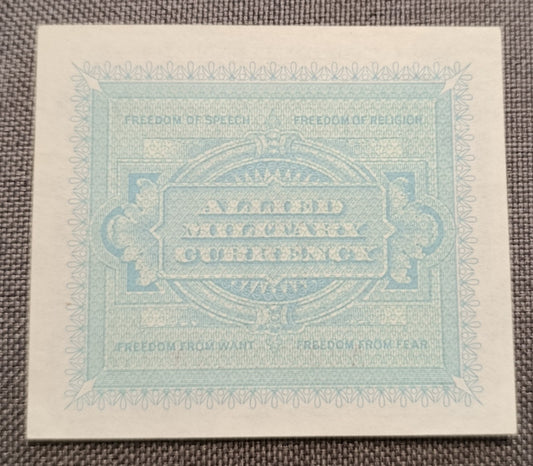 FREEDOM OF SPEECH FREEDOM OF RELIGION
ALLIED
MILITARY
CURRENCY
FREEDOM FROM WANT FREEDOM FROM FEAR